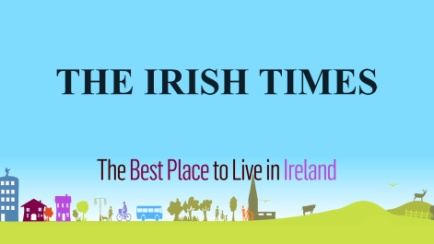 THE IRISH TIMES
The Best Place to Live in Ireland